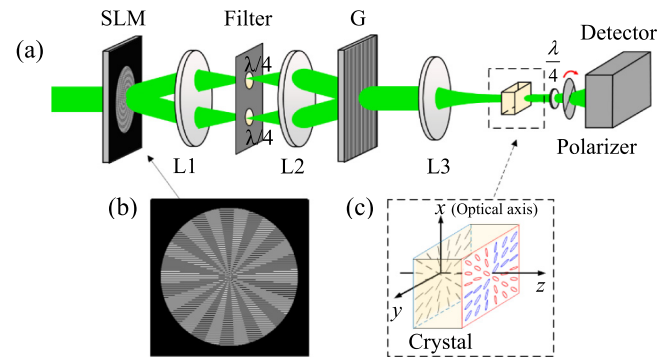 SLM
Filter
G
Detector
(a)
λ/4
λ/4
λ/4
L1
L2
L3
Polarizer
(b)
(c)
x (Optical axis)
y
z
Crystal